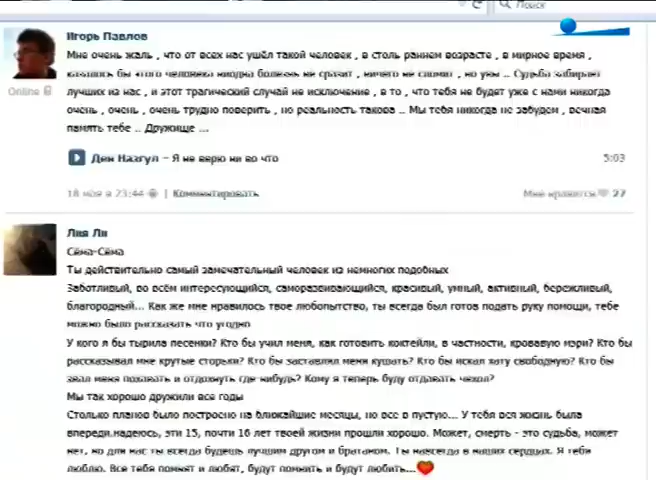 Поиск
Игорь Павлов
Мне очень жаль , что от всех нас ушёл такой человек , в столь раннем возрасте , в мирное время ,
казалось бы этого человека ниодна болезнь не сразит , ничего не сломит , но увы .. Судьба забирает
лучших из нас , и этот трагический случай не исключение , в то , что тебя не будет уже с нами никогда
очень , очень , очень трудно поверить , но реальность такова .. Мы тебя никогда не забудем , вечная
память тебе .. Дружище ...
Online
Ден Назгул – Я не верю ни во что
5:03
18 ноя в 23:44 | Комментировать
Мне нравится 27
Лия Ли
Сёма-Сёма
Ты действительно самый замечательный человек из немногих подобных
Заботливый, во всём интересующийся, саморазвивающийся, красивый, умный, активный, бережливый,
благородный... Как же мне нравилось твое любопытство, ты всегда был готов подать руку помощи, тебе
можно было рассказать что угодно
У кого я бы тырила песенки? Кто бы учил меня, как готовить коктейли, в частности, кровавую мэри? Кто бы
рассказывал мне крутые сторьки? Кто бы заставлял меня кушать? Кто бы искал хату свободную? Кто бы
звал меня похавать и отдохнуть где нибудь? Кому я теперь буду отдавать чехол?
Мы так хорошо дружили все годы
Столько планов было построено на ближайшие месяцы, но все в пустую... У тебя вся жизнь была
впереди.надеюсь, эти 15, почти 16 лет твоей жизни прошли хорошо. Может, смерть - это судьба, может
нет, но для нас ты всегда будешь лучшим другом и братаном. Ты навсегда в наших сердцах. Я тебя
люблю. Все тебя помнят и любят, будут помнить и будут любить...